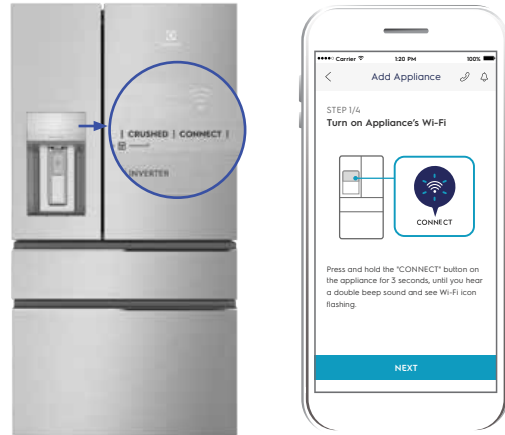 | CRUSHED | CONNECT |
INVERTER
Carrier 1:20 PM 100%
Add Appliance
STEP 1/4
Turn on Appliance's Wi-Fi
CONNECT
Press and hold the "CONNECT" button on
the appliance for 3 seconds, until you hear
a double beep sound and see Wi-Fi icon
flashing.
NEXT